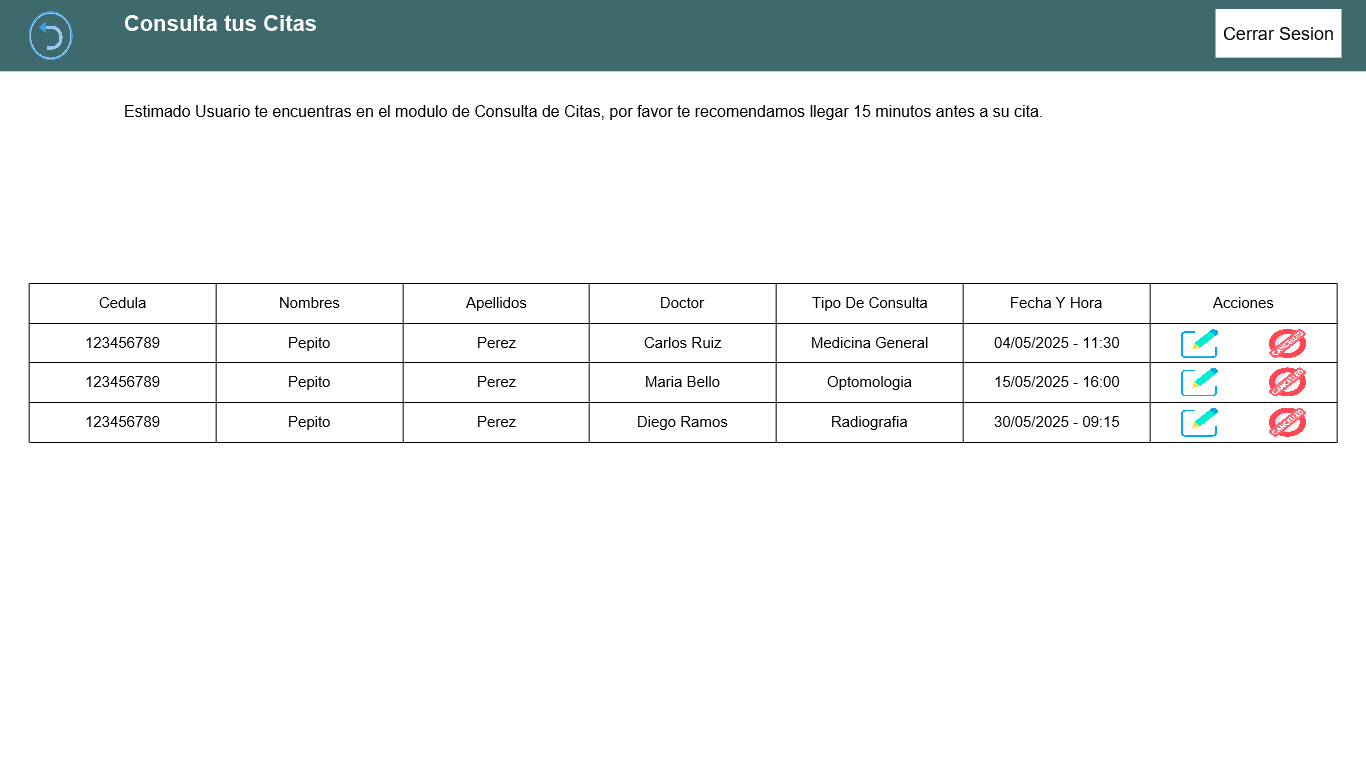 Consulta tus Citas
Cerrar Sesion
Estimado Usuario te encuentras en el modulo de Consulta de Citas, por favor te recomendamos llegar 15 minutos antes a su cita.
Cedula Nombres Apellidos Doctor Tipo De Consulta Fecha Y Hora Acciones
123456789 Pepito Perez Carlos Ruiz Medicina General 04/05/2025 - 11:30
123456789 Pepito Perez Maria Bello Optomologia 15/05/2025 - 16:00
123456789 Pepito Perez Diego Ramos Radiografia 30/05/2025 - 09:15